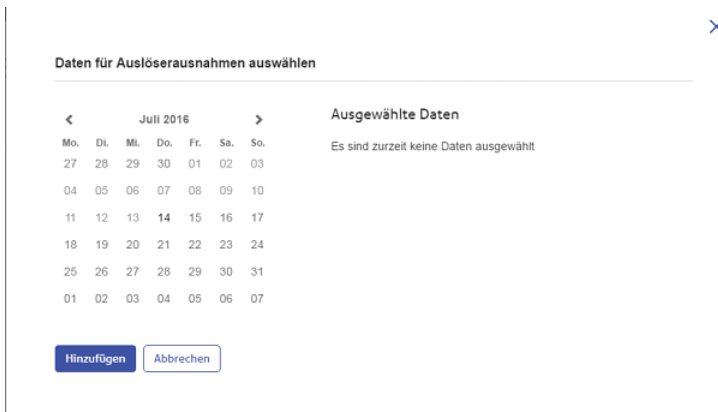 Daten für Auslöserausnahmen auswählen
Juli 2016
Mo. Di. Mi. Do. Fr. Sa. So.
27 28 29 30 01 02 03
04 05 06 07 08 09 10
11 12 13 14 15 16 17
18 19 20 21 22 23 24
25 26 27 28 29 30 31
01 02 03 04 05 06 07
Ausgewählte Daten
Es sind zurzeit keine Daten ausgewählt
Hinzufügen Abbrechen